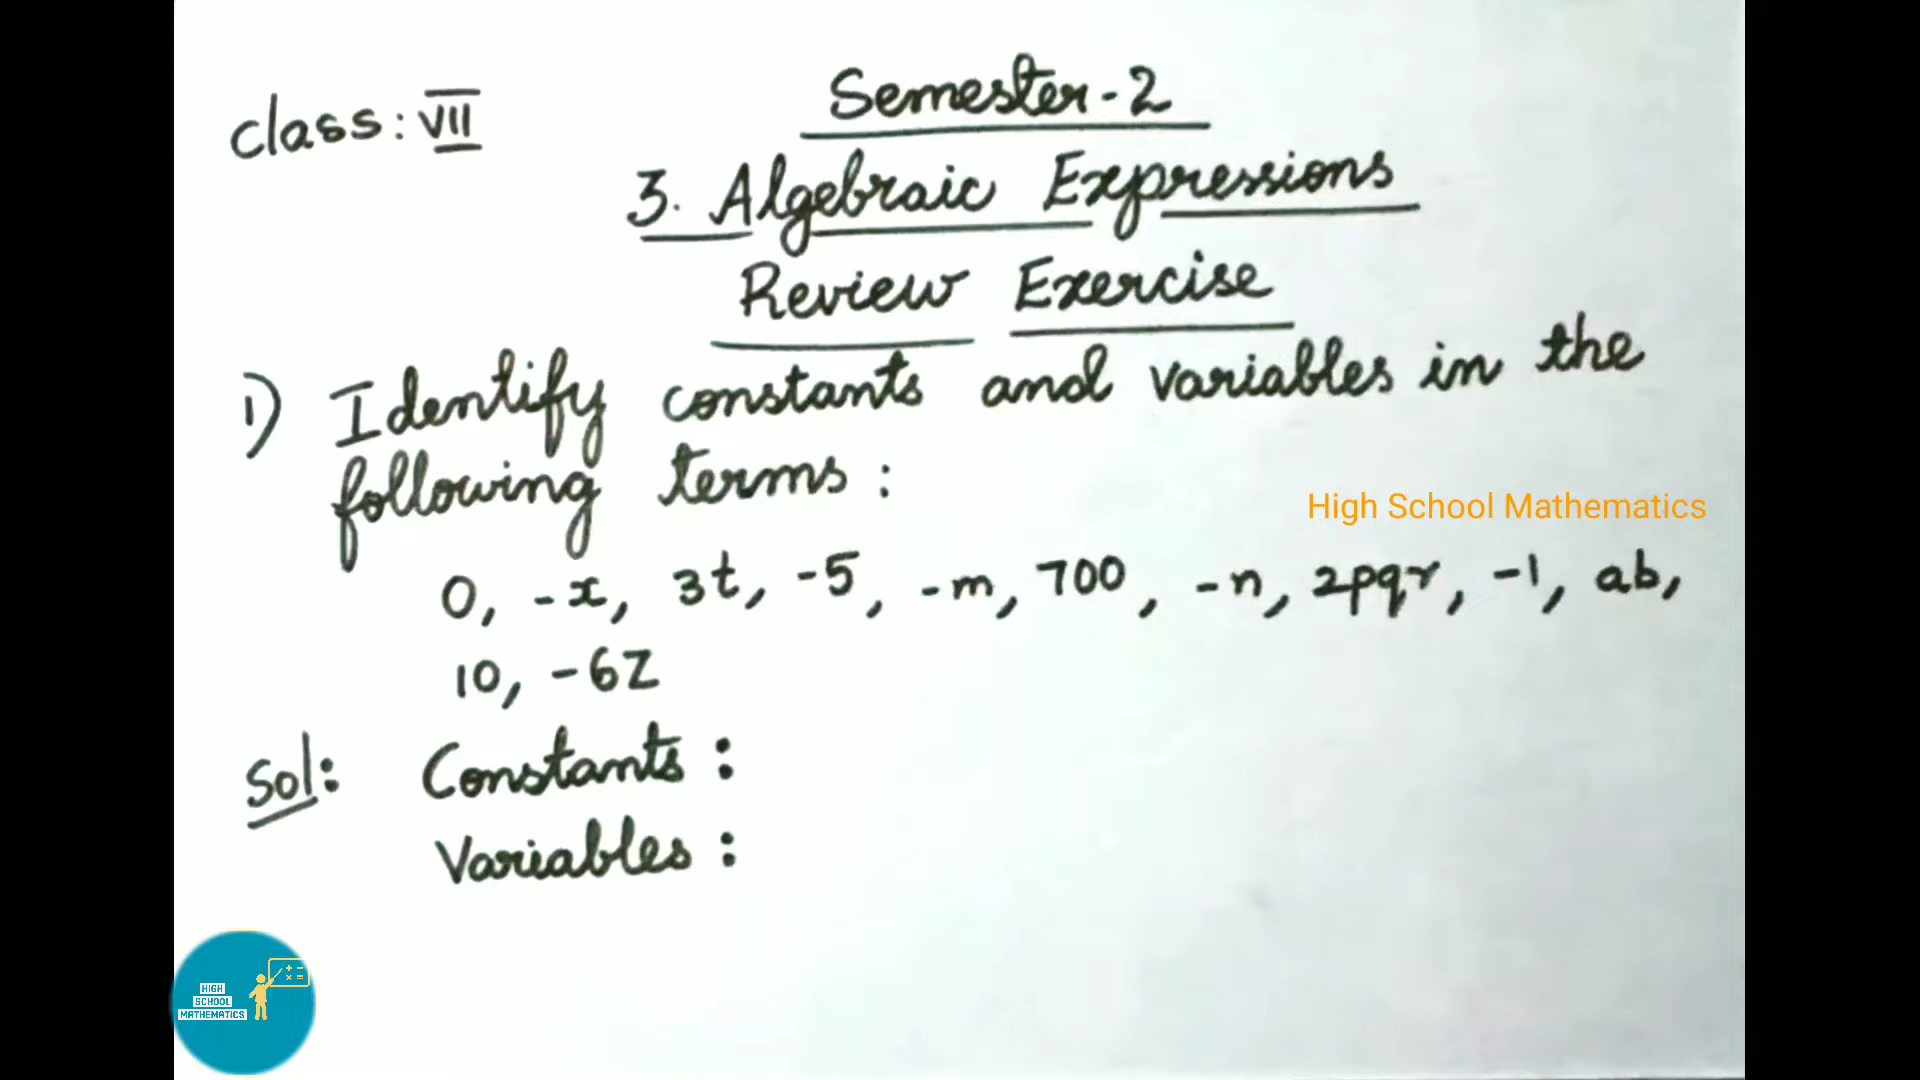 Semester-2
class: VII
3. Algebraic Expressions
Review Exercise
1) Identify constants and variables in the
following terms:
High School Mathematics
0, -x, 3t, -5, -m, 700, -n, 2pqr, -1, ab,
10, -6z
Sol: Constants:
Variables:
HIGH
SCHOOL
MATHEMATICS